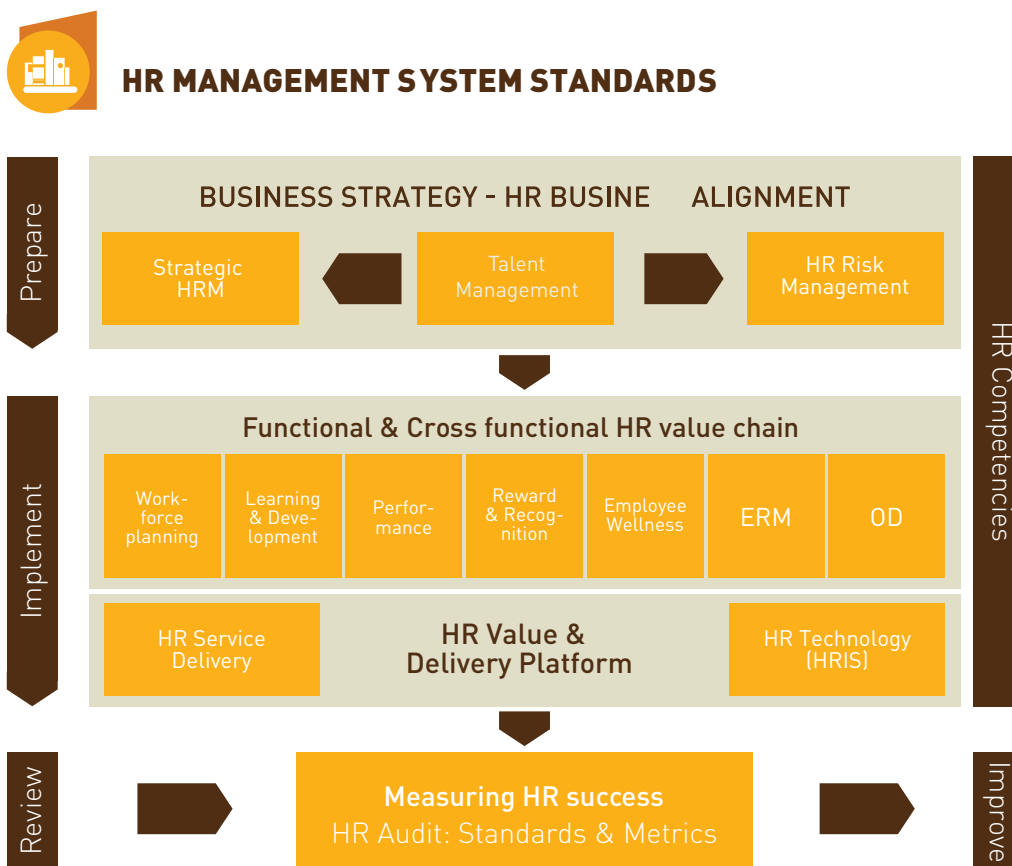 HR MANAGEMENT SYSTEM STANDARDS
Prepare
BUSINESS STRATEGY - HR BUSINE ALIGNMENT
Strategic
HRM
Talent
Management
HR Risk
Management
HR Competencies
Implement
Functional & Cross functional HR value chain
Work-
force
planning
Learning
& Deve-
lopment
Perfor-
mance
Reward
& Recog-
nition
Employee
Wellness
ERM
OD
HR Service
Delivery
HR Value &
Delivery Platform
HR Technology
(HRIS)
Review
Measuring HR success
HR Audit: Standards & Metrics
Improve